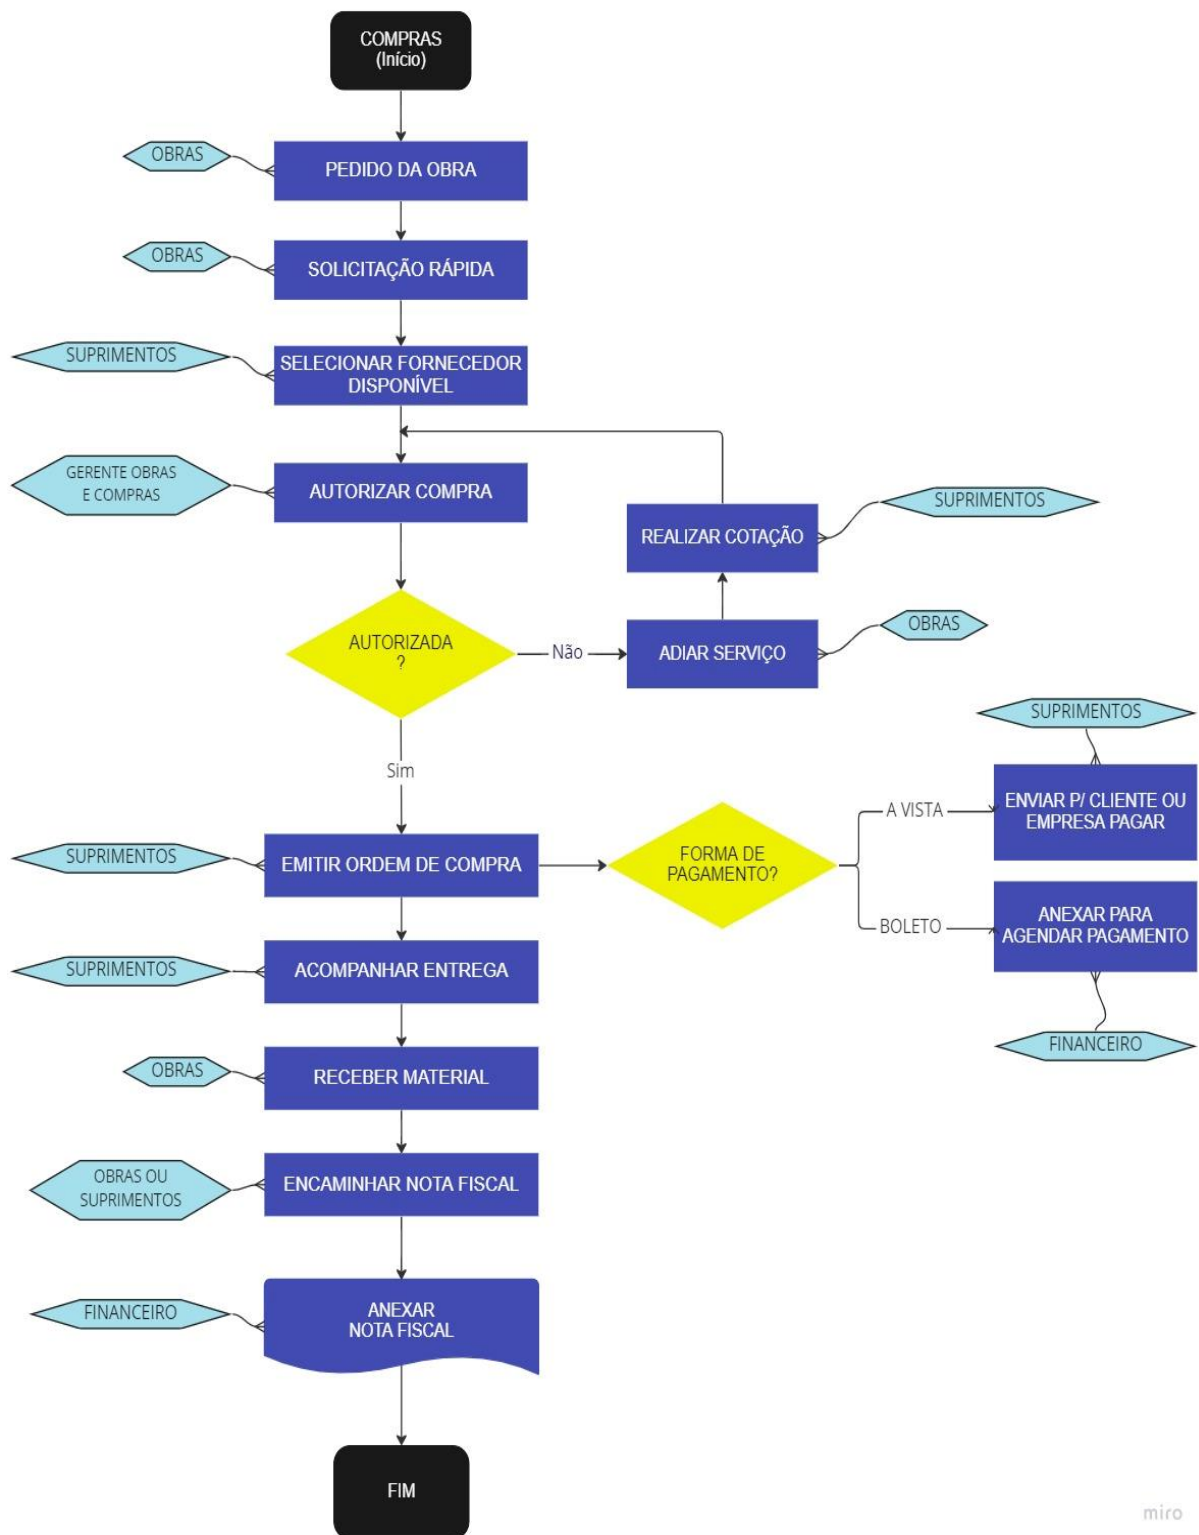 COMPRAS
(Início)
OBRAS
PEDIDO DA OBRA
OBRAS
SOLICITAÇÃO RÁPIDA
SUPRIMENTOS
SELECIONAR FORNECEDOR
DISPONÍVEL
GERENTE OBRAS
E COMPRAS
AUTORIZAR COMPRA
SUPRIMENTOS
REALIZAR COTAÇÃO
AUTORIZADA
?
Não
ADIAR SERVIÇO
OBRAS
Sim
SUPRIMENTOS
EMITIR ORDEM DE COMPRA
FORMA DE
PAGAMENTO?
A VISTA
SUPRIMENTOS
ENVIAR P/ CLIENTE OU
EMPRESA PAGAR
BOLETO
ANEXAR PARA
AGENDAR PAGAMENTO
FINANCEIRO
SUPRIMENTOS
ACOMPANHAR ENTREGA
OBRAS
RECEBER MATERIAL
OBRAS OU
SUPRIMENTOS
ENCAMINHAR NOTA FISCAL
FINANCEIRO
ANEXAR
NOTA FISCAL
FIM
miro